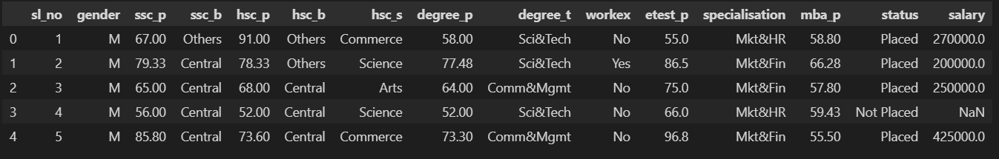 sl_no gender ssc_p ssc_b hsc_p hsc_b hsc_s degree_p degree_t workex etest_p specialisation mba_p status salary
0 1 M 67.00 Others 91.00 Others Commerce 58.00 Sci&Tech No 55.0 Mkt&HR 58.80 Placed 270000.0
1 2 M 79.33 Central 78.33 Others Science 77.48 Sci&Tech Yes 86.5 Mkt&Fin 66.28 Placed 200000.0
2 3 M 65.00 Central 68.00 Central Arts 64.00 Comm&Mgmt No 75.0 Mkt&Fin 57.80 Placed 250000.0
3 4 M 56.00 Central 52.00 Central Science 52.00 Sci&Tech No 66.0 Mkt&HR 59.43 Not Placed NaN
4 5 M 85.80 Central 73.60 Central Commerce 73.30 Comm&Mgmt No 96.8 Mkt&Fin 55.50 Placed 425000.0